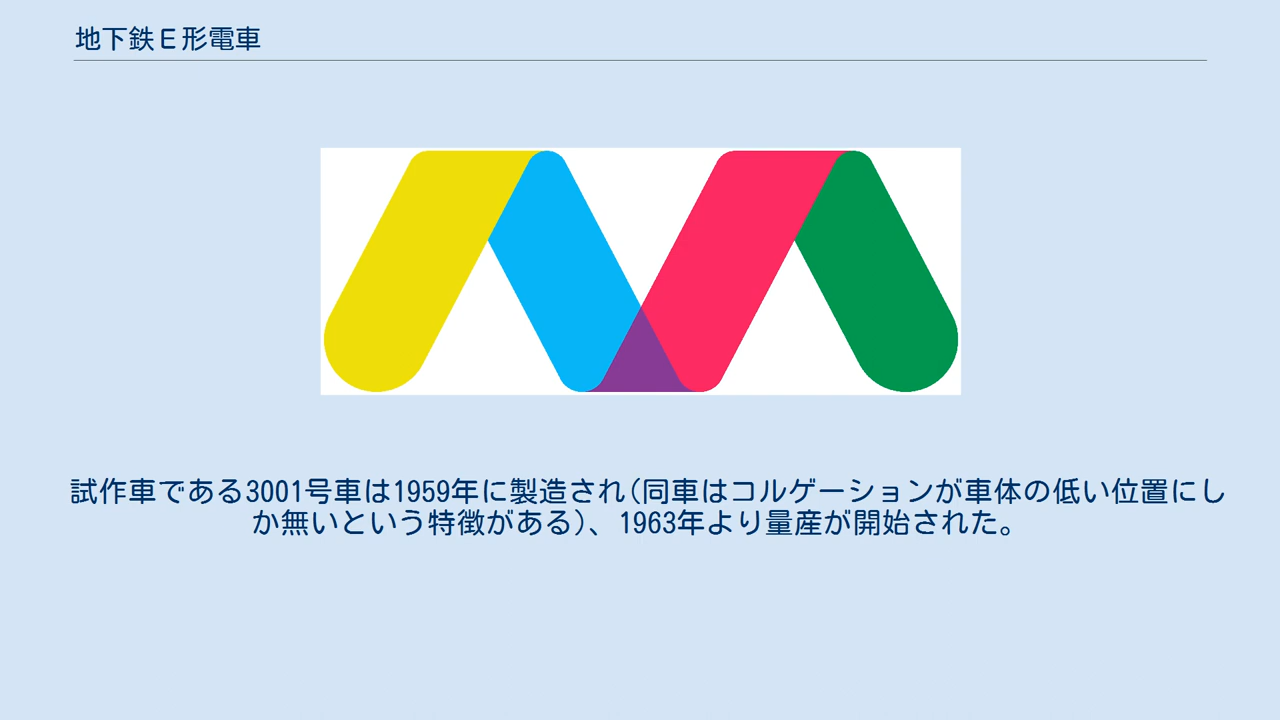 地下鉄Ｅ形電車
試作車である3001号車は1959年に製造され(同車はコルゲーションが車体の低い位置にし
か無いという特徴がある)、1963年より量産が開始された。